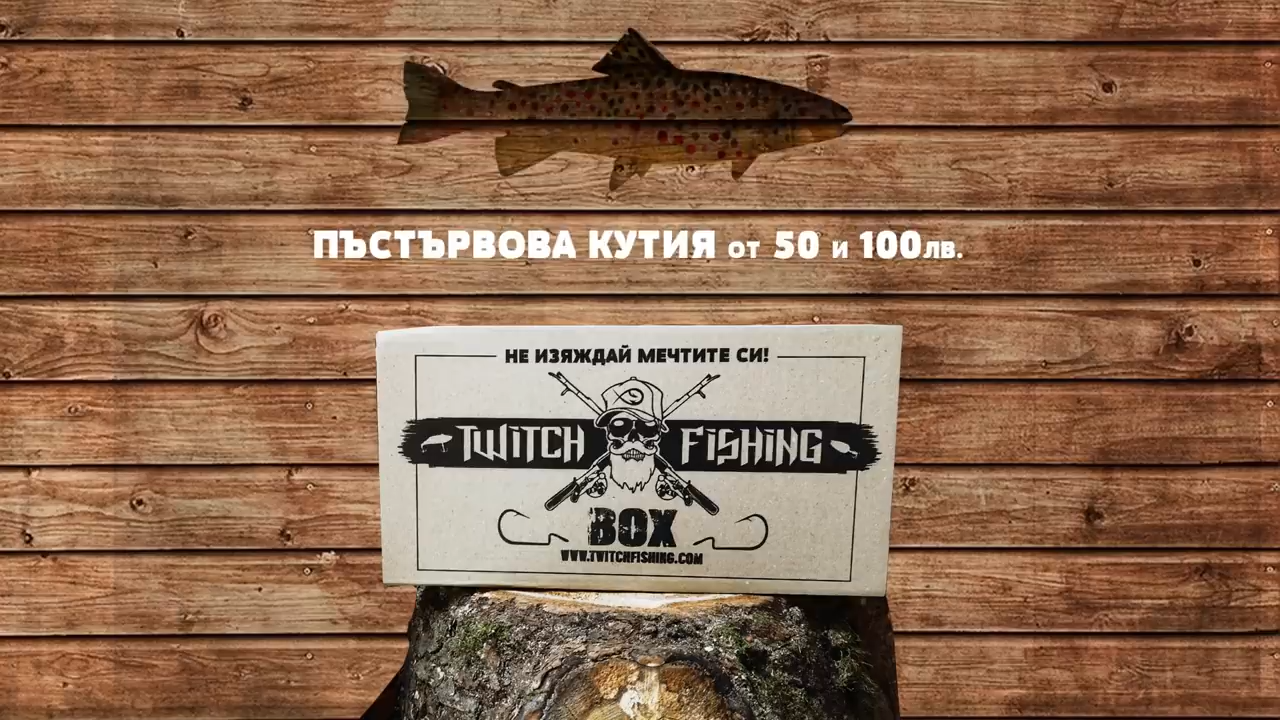 ПЪСТЪРВОВА КУТИЯ от 50 и 100лв.
НЕ ИЗЯЖДАЙ МЕЧТИТЕ СИ!
TWITCH FISHING
BOX
WWW.TWITCHFISHING.COM